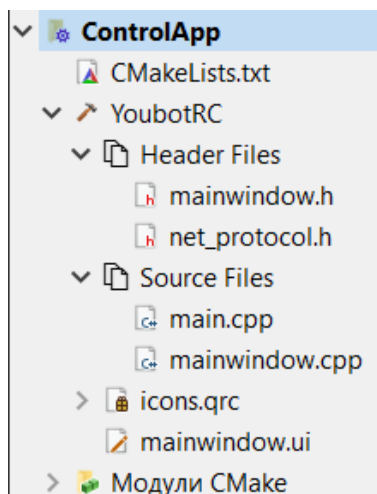 ControlApp
CMakeLists.txt
YoubotRC
Header Files
mainwindow.h
net_protocol.h
Source Files
main.cpp
mainwindow.cpp
icons.qrc
mainwindow.ui
Модули CMake